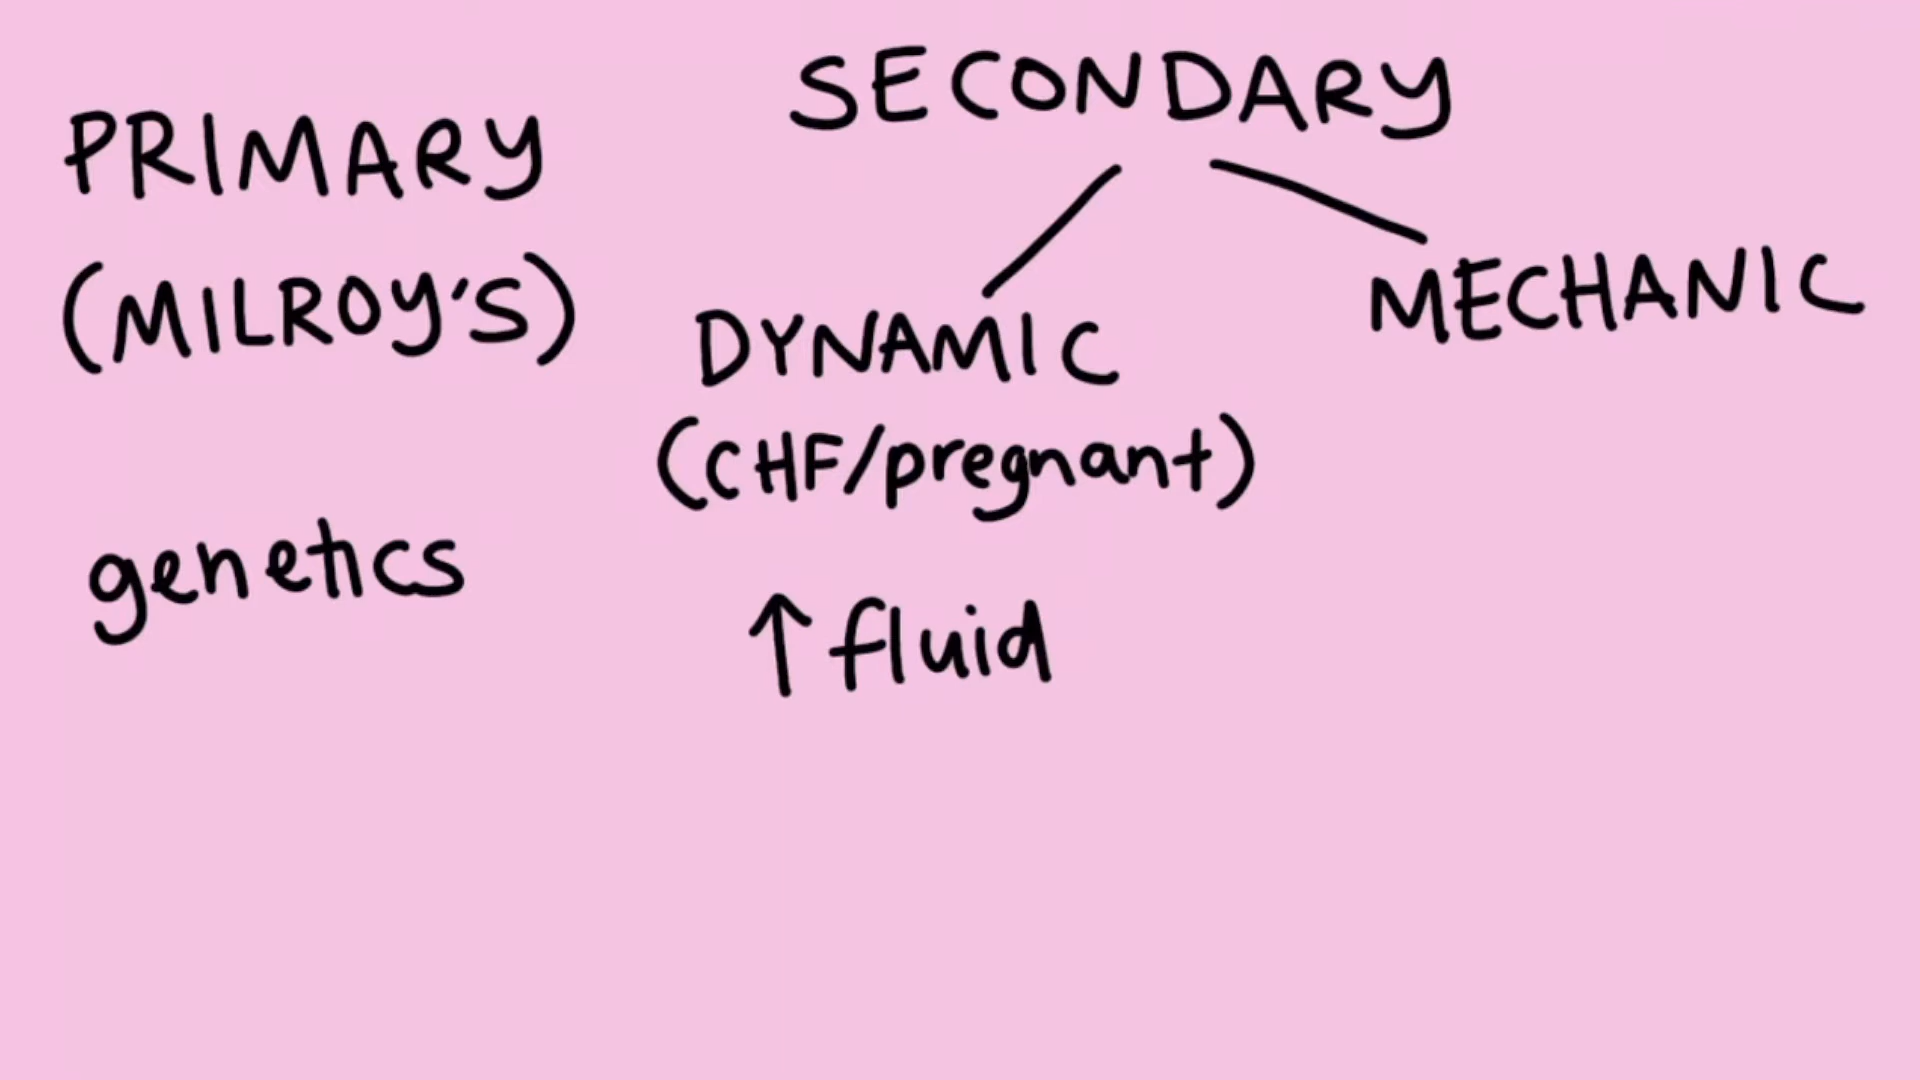 PRIMARY
(MILROY'S)
genetics
SECONDARY
DYNAMIC
(CHF/pregnant)
↑ fluid
MECHANIC